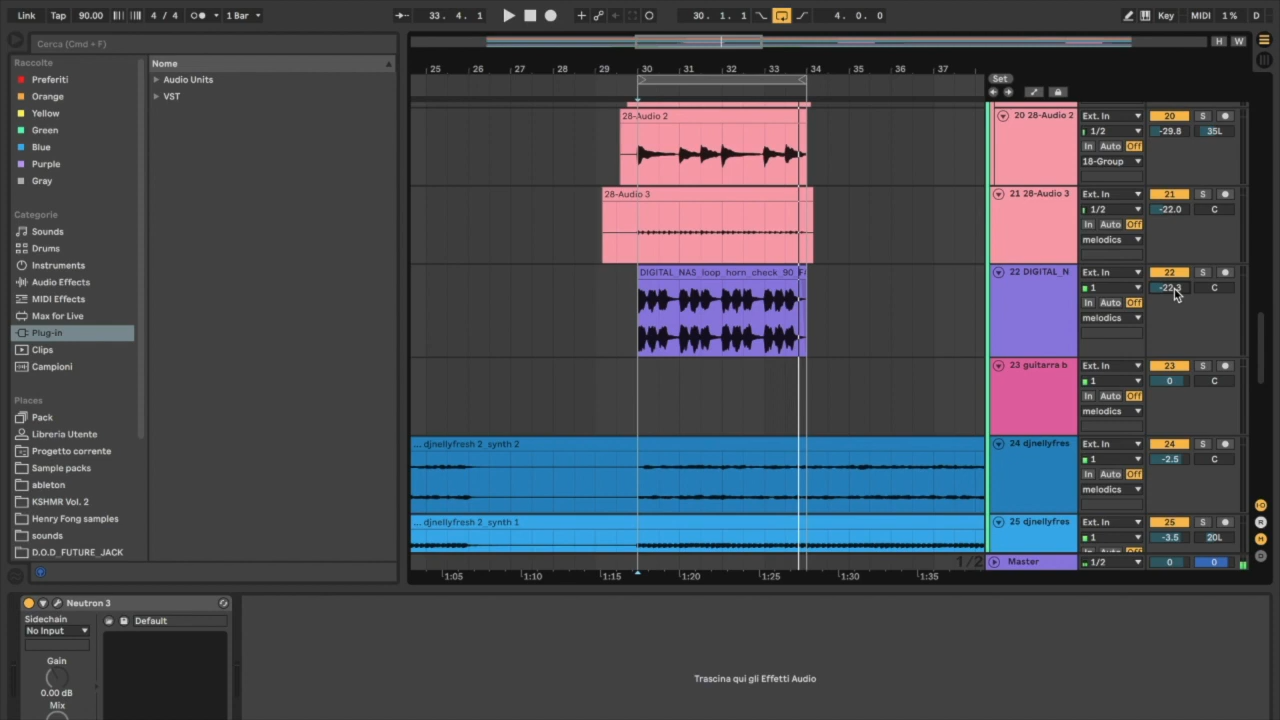 Link Tap 90.00 4 / 4 1 Bar 33. 4. 1 30. 1. 1 4. 0. 0 Key MIDI 1 % D
Cerca (Cmd + F)
H W
Raccolte
Preferiti
Orange
Yellow
Green
Blue
Purple
Gray
Categorie
Sounds
Drums
Instruments
Audio Effects
MIDI Effects
Max for Live
Plug-in
Clips
Campioni
Places
Pack
Libreria Utente
Progetto corrente
Sample packs
ableton
KSHMR Vol. 2
Henry Fong samples
sounds
D.O.D_FUTURE_JACK
Nome
Audio Units
VST
25 26 27 28 29 30 31 32 33 34 35 36 37
Set
28-Audio 2
20 28-Audio 2 Ext. In 20 S
1/2 -29.8 35L
In Auto Off
18-Group
28-Audio 3
21 28-Audio 3 Ext. In 21 S
1/2 -22.0 C
In Auto Off
melodics
DIGITAL_NAS_loop_horn_check_90_F
22 DIGITAL_N Ext. In 22 S
1 C
In Auto Off
melodics
23 guitarra b Ext. In 23 S
1 0 C
In Auto Off
melodics
... djnellyfresh 2_synth 2
24 djnellyfres Ext. In 24 S
1 -2.5 C
In Auto Off
melodics
... djnellyfresh 2_synth 1
25 djnellyfres Ext. In 25 S
1 -3.5 20L
In Auto Off
1/2
Master 1/2 0 0
1:05 1:10 1:15 1:20 1:25 1:30 1:35
Neutron 3
Sidechain
No Input
Default
Gain
0.00 dB
Mix
Trascina qui gli Effetti Audio